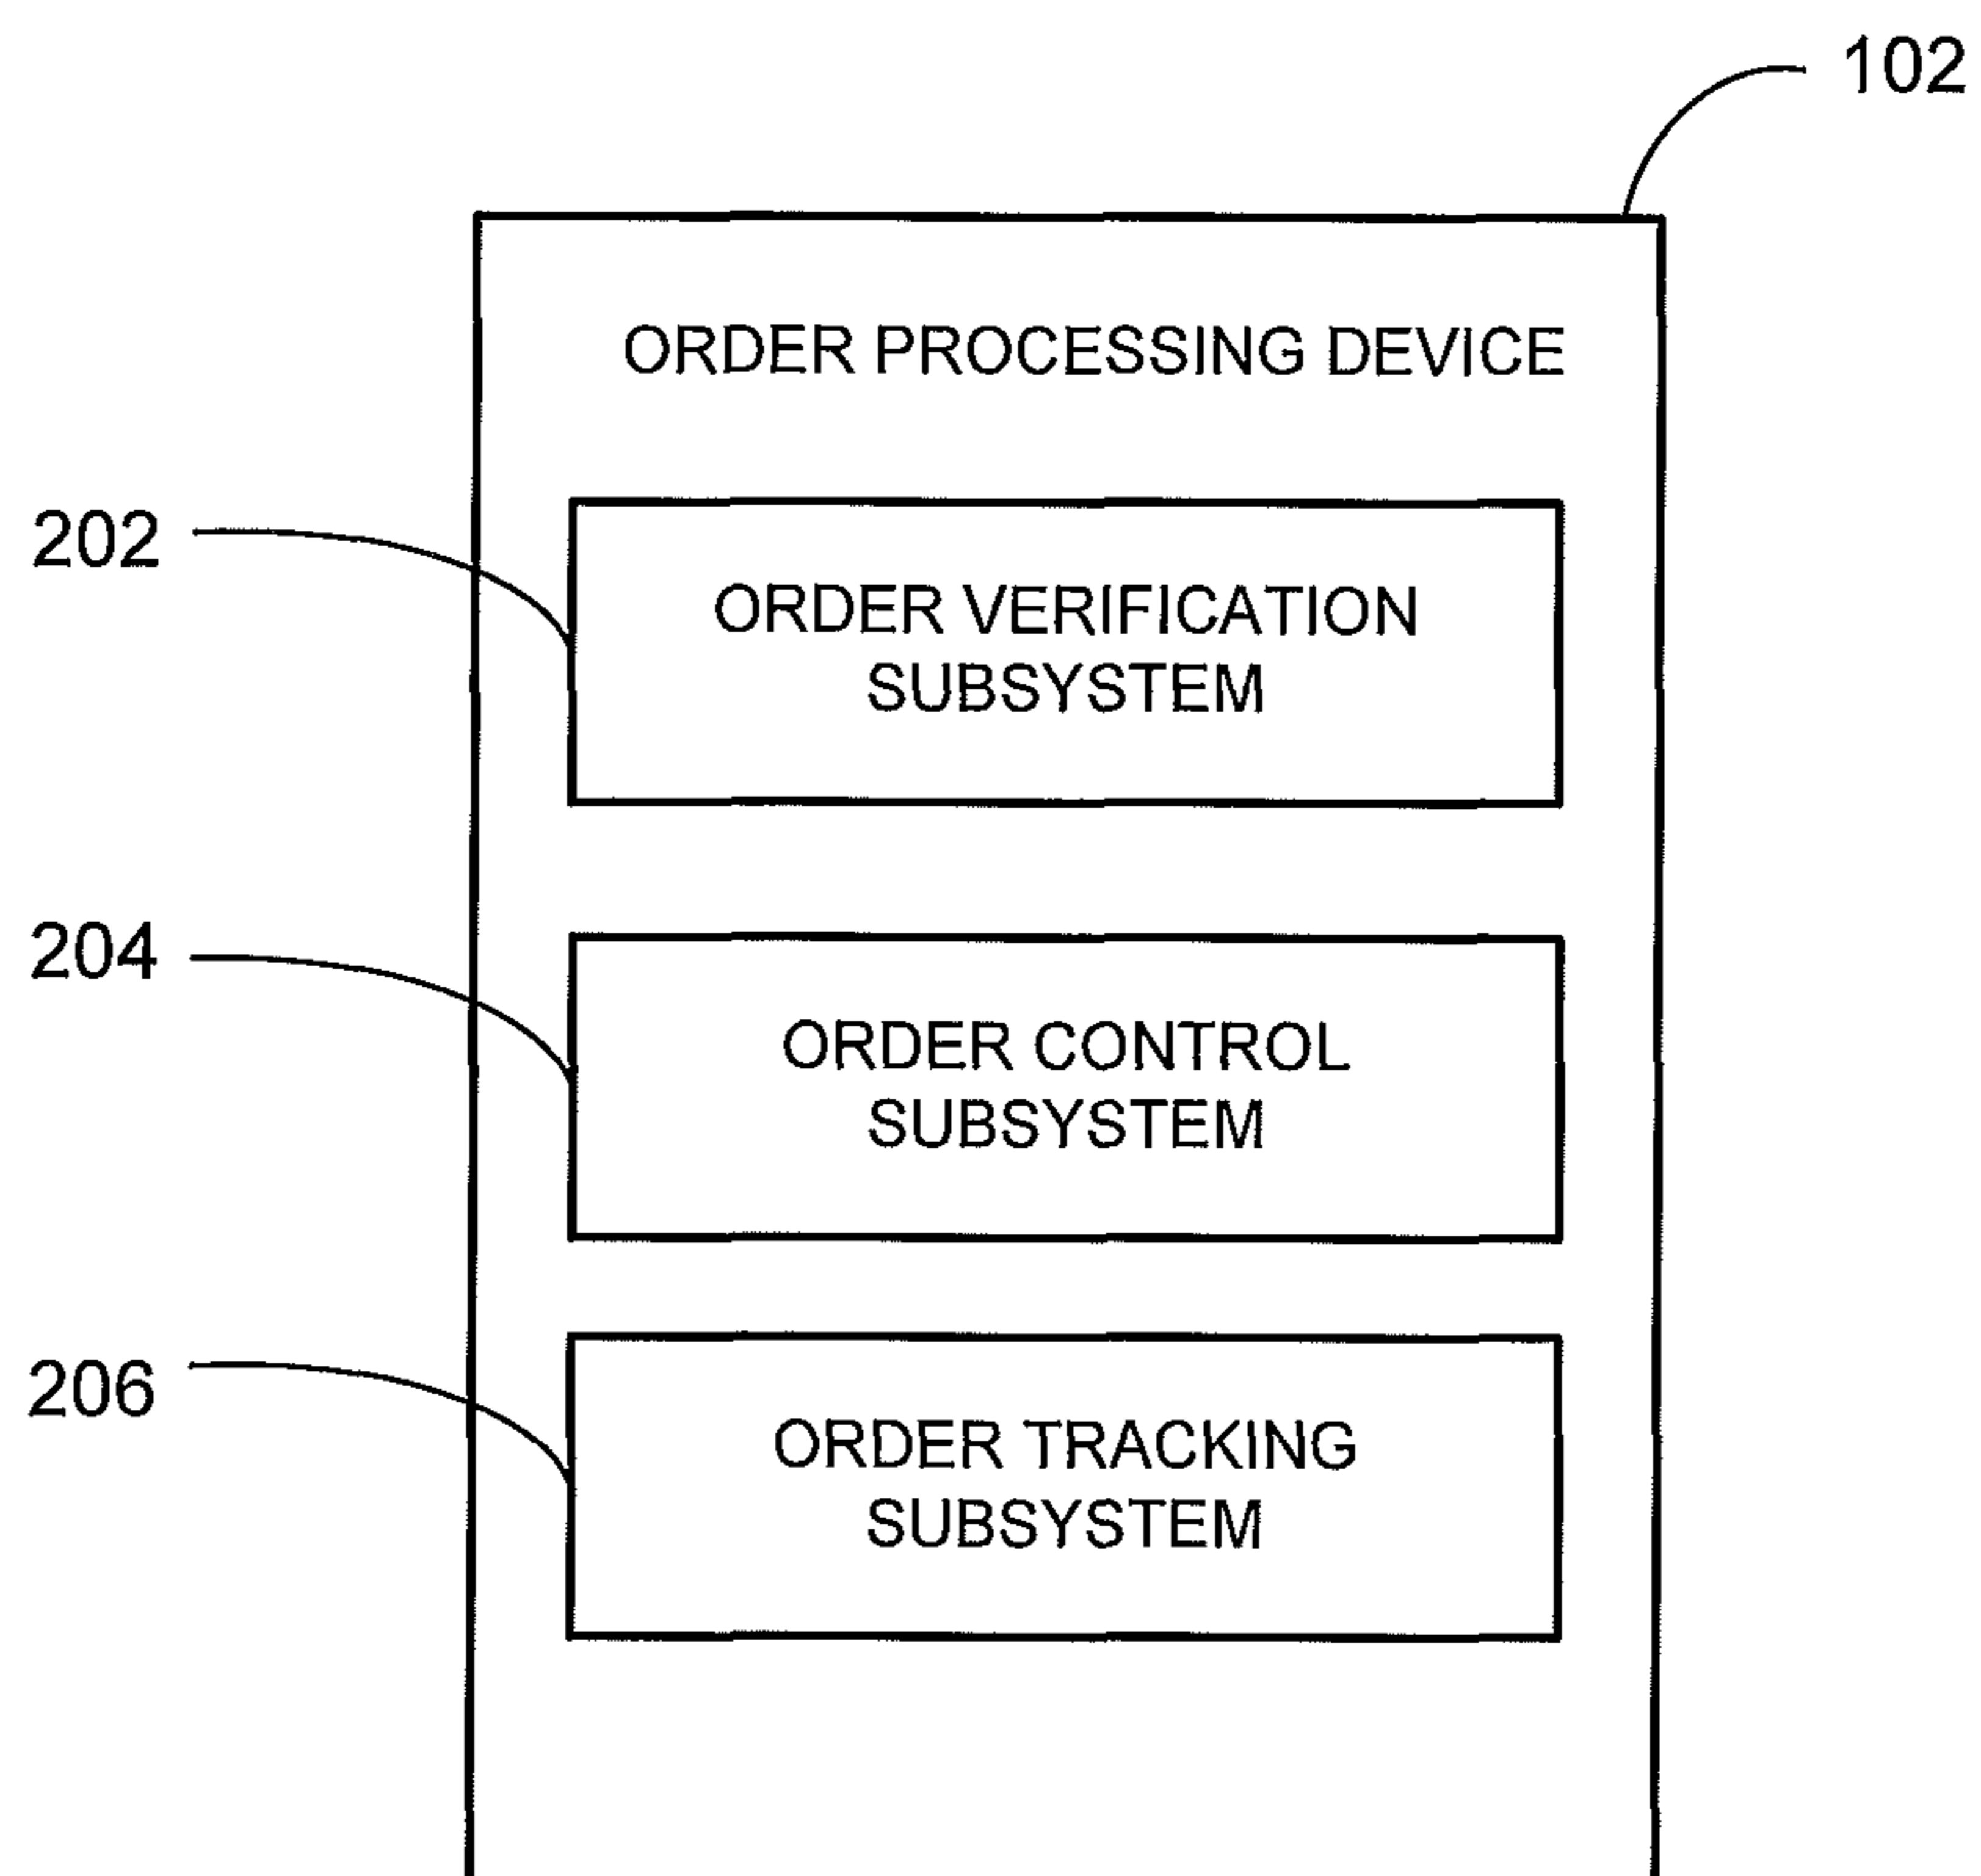 102
ORDER PROCESSING DEVICE
202
ORDER VERIFICATION
SUBSYSTEM
204
ORDER CONTROL
SUBSYSTEM
206
ORDER TRACKING
SUBSYSTEM